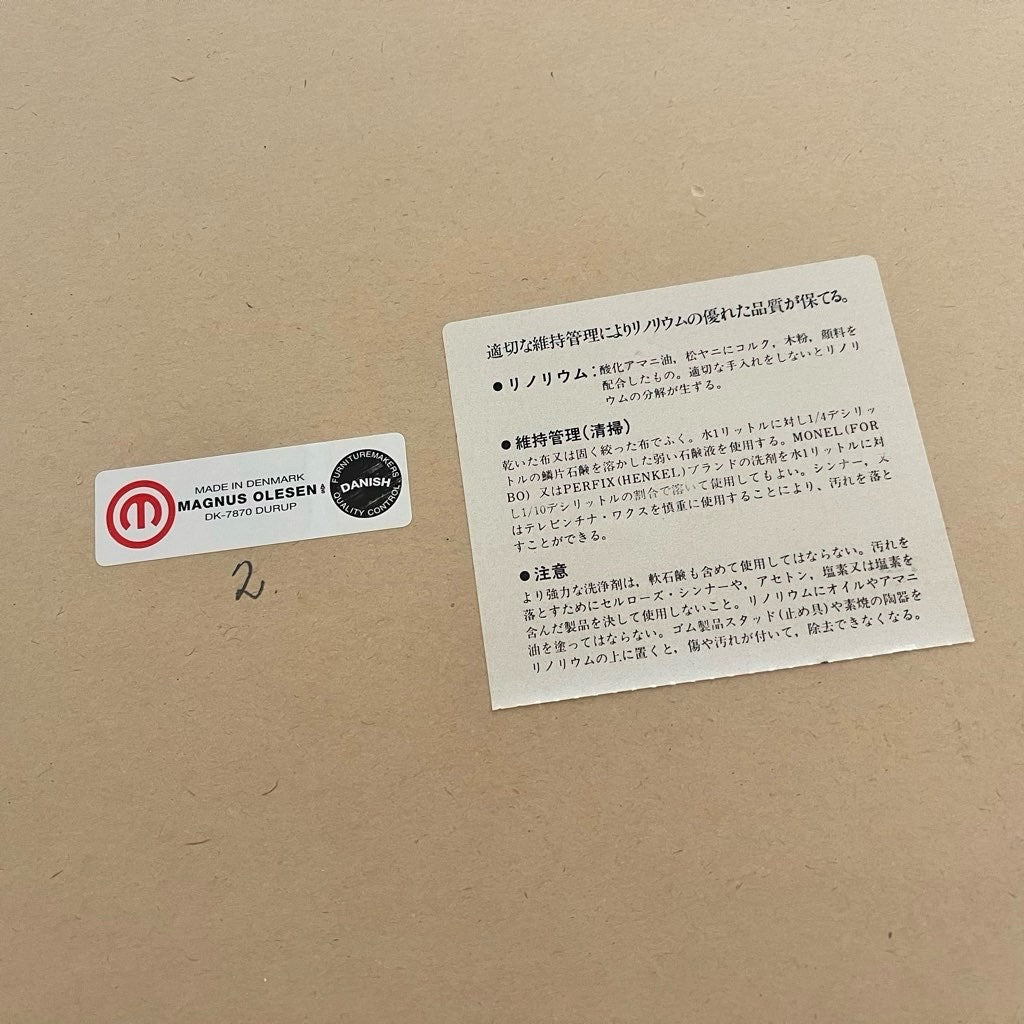 MADE IN DENMARK
MAGNUS OLESEN A/S
DK-7870 DURUP
FURNITUREMAKERS
DANISH
QUALITY CONTROL
2.
適切な維持管理によりリノリウムの優れた品質が保てる。
●リノリウム:酸化アマニ油,松ヤニにコルク,木粉,顔料を
配合したもの。適切な手入れをしないとリノリ
ウムの分解が生ずる。
●維持管理(清掃)
乾いた布又は固く絞った布でふく。水1リットルに対し1/4デシリッ
トルの鱗片石鹸を溶かした弱い石鹸液を使用する。MONEL(FOR
BO) 又はPERFIX(HENKEL)ブランドの洗剤を水1リットルに対
し1/10デシリットルの割合で溶いて使用してもよい。シンナー,又
はテレビンチナ・ワクスを慎重に使用することにより、汚れを落と
すことができる。
●注意
より強力な洗浄剤は,軟石鹸も含めて使用してはならない。汚れを
落とすためにセルローズ・シンナーや,アセトン,塩素又は塩素を
含んだ製品を決して使用しないこと。リノリウムにオイルやアマニ
油を塗ってはならない。ゴム製品スタッド(止め具)や素焼の陶器を
リノリウムの上に置くと,傷や汚れが付いて,除去できなくなる。